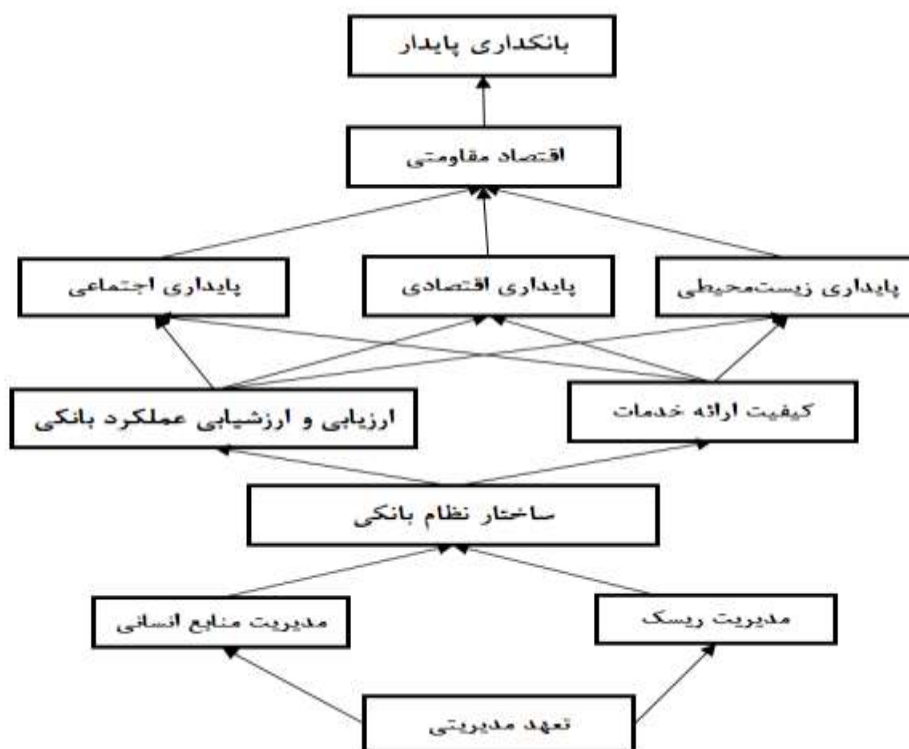 بانکداری پایدار
اقتصاد مقاومتی
پایداری زیست‌محیطی
پایداری اقتصادی
پایداری اجتماعی
کیفیت ارائه خدمات
ارزیابی و ارزشیابی عملکرد بانکی
ساختار نظام بانکی
مدیریت ریسک
مدیریت منابع انسانی
تعهد مدیریتی